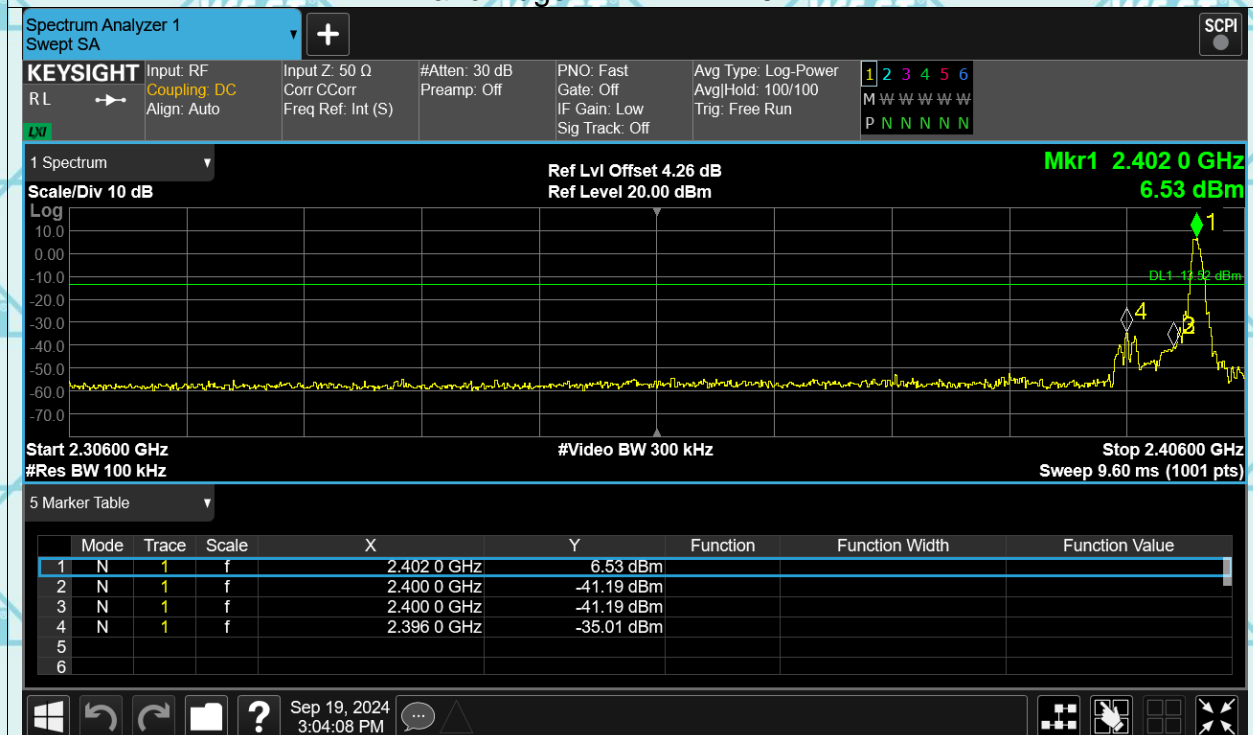 Spectrum Analyzer 1
Swept SA
+
SCPI
KEYSIGHT
R L
LXI
Input: RF
Coupling: DC
Align: Auto
Input Z: 50 Ω
Corr CCorr
Freq Ref: Int (S)
#Atten: 30 dB
Preamp: Off
PNO: Fast
Gate: Off
IF Gain: Low
Sig Track: Off
Avg Type: Log-Power
Avg|Hold: 100/100
Trig: Free Run
1 2 3 4 5 6
M W W W W W
P N N N N N
1 Spectrum
Scale/Div 10 dB
Ref Lvl Offset 4.26 dB
Ref Level 20.00 dBm
Mkr1 2.402 0 GHz
6.53 dBm
Log
10.0
0.00
-10.0
-20.0
-30.0
-40.0
-50.0
-60.0
-70.0
1
DL1 -13.52 dBm
4
Start 2.30600 GHz
#Res BW 100 kHz
#Video BW 300 kHz
Stop 2.40600 GHz
Sweep 9.60 ms (1001 pts)
5 Marker Table
Mode Trace Scale X Y Function Function Width Function Value
1 N 1 f 2.402 0 GHz 6.53 dBm
2 N 1 f 2.400 0 GHz -41.19 dBm
3 N 1 f 2.400 0 GHz -41.19 dBm
4 N 1 f 2.396 0 GHz -35.01 dBm
5
6
?
Sep 19, 2024
3:04:08 PM